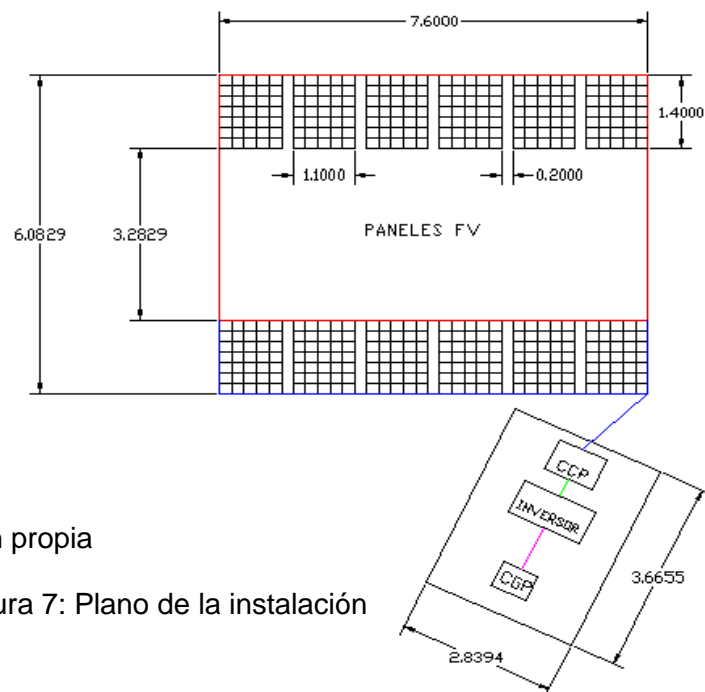 7.6000
1.4000
1.1000
0.2000
6.0829
3.2829
PANELES FV
CCP
INVERSOR
CGP
3.6655
2.8394
propia
ura 7: Plano de la instalación